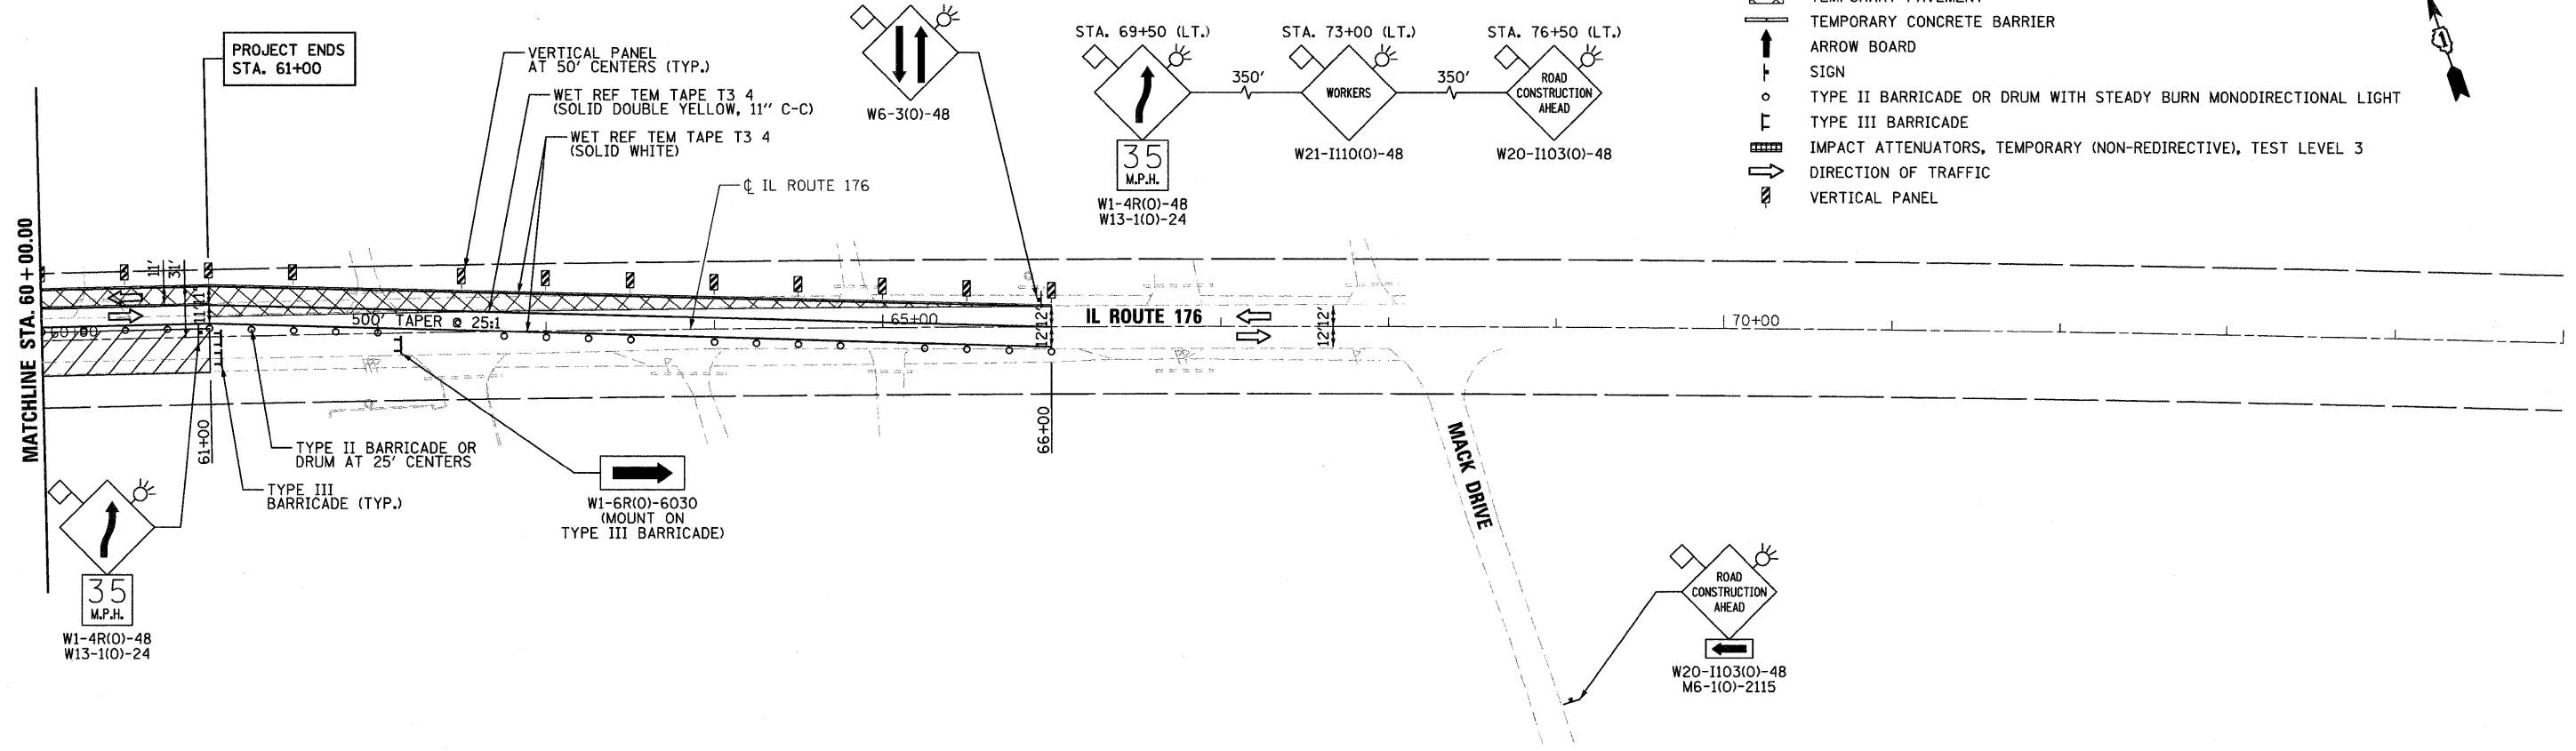 PROJECT ENDS
STA. 61+00
VERTICAL PANEL
AT 50' CENTERS (TYP.)
WET REF TEM TAPE T3 4
(SOLID DOUBLE YELLOW, 11" C-C)
WET REF TEM TAPE T3 4
(SOLID WHITE)
℄ IL ROUTE 176
W6-3(O)-48
STA. 69+50 (LT.)
35
M.P.H.
W1-4R(O)-48
W13-1(O)-24
350'
STA. 73+00 (LT.)
WORKERS
W21-I110(O)-48
350'
STA. 76+50 (LT.)
ROAD
CONSTRUCTION
AHEAD
W20-I103(O)-48
TEMPORARY CONCRETE BARRIER
ARROW BOARD
SIGN
TYPE II BARRICADE OR DRUM WITH STEADY BURN MONODIRECTIONAL LIGHT
TYPE III BARRICADE
IMPACT ATTENUATORS, TEMPORARY (NON-REDIRECTIVE), TEST LEVEL 3
DIRECTION OF TRAFFIC
VERTICAL PANEL
MATCHLINE STA. 60+00.00
11'
31'
11'
60+00
500' TAPER @ 25:1
65+00
12'
12'
IL ROUTE 176
12'
12'
70+00
61+00
66+00
MACK DRIVE
TYPE II BARRICADE OR
DRUM AT 25' CENTERS
TYPE III
BARRICADE (TYP.)
W1-6R(O)-6030
(MOUNT ON
TYPE III BARRICADE)
35
M.P.H.
W1-4R(O)-48
W13-1(O)-24
ROAD
CONSTRUCTION
AHEAD
W20-I103(O)-48
M6-1(O)-2115